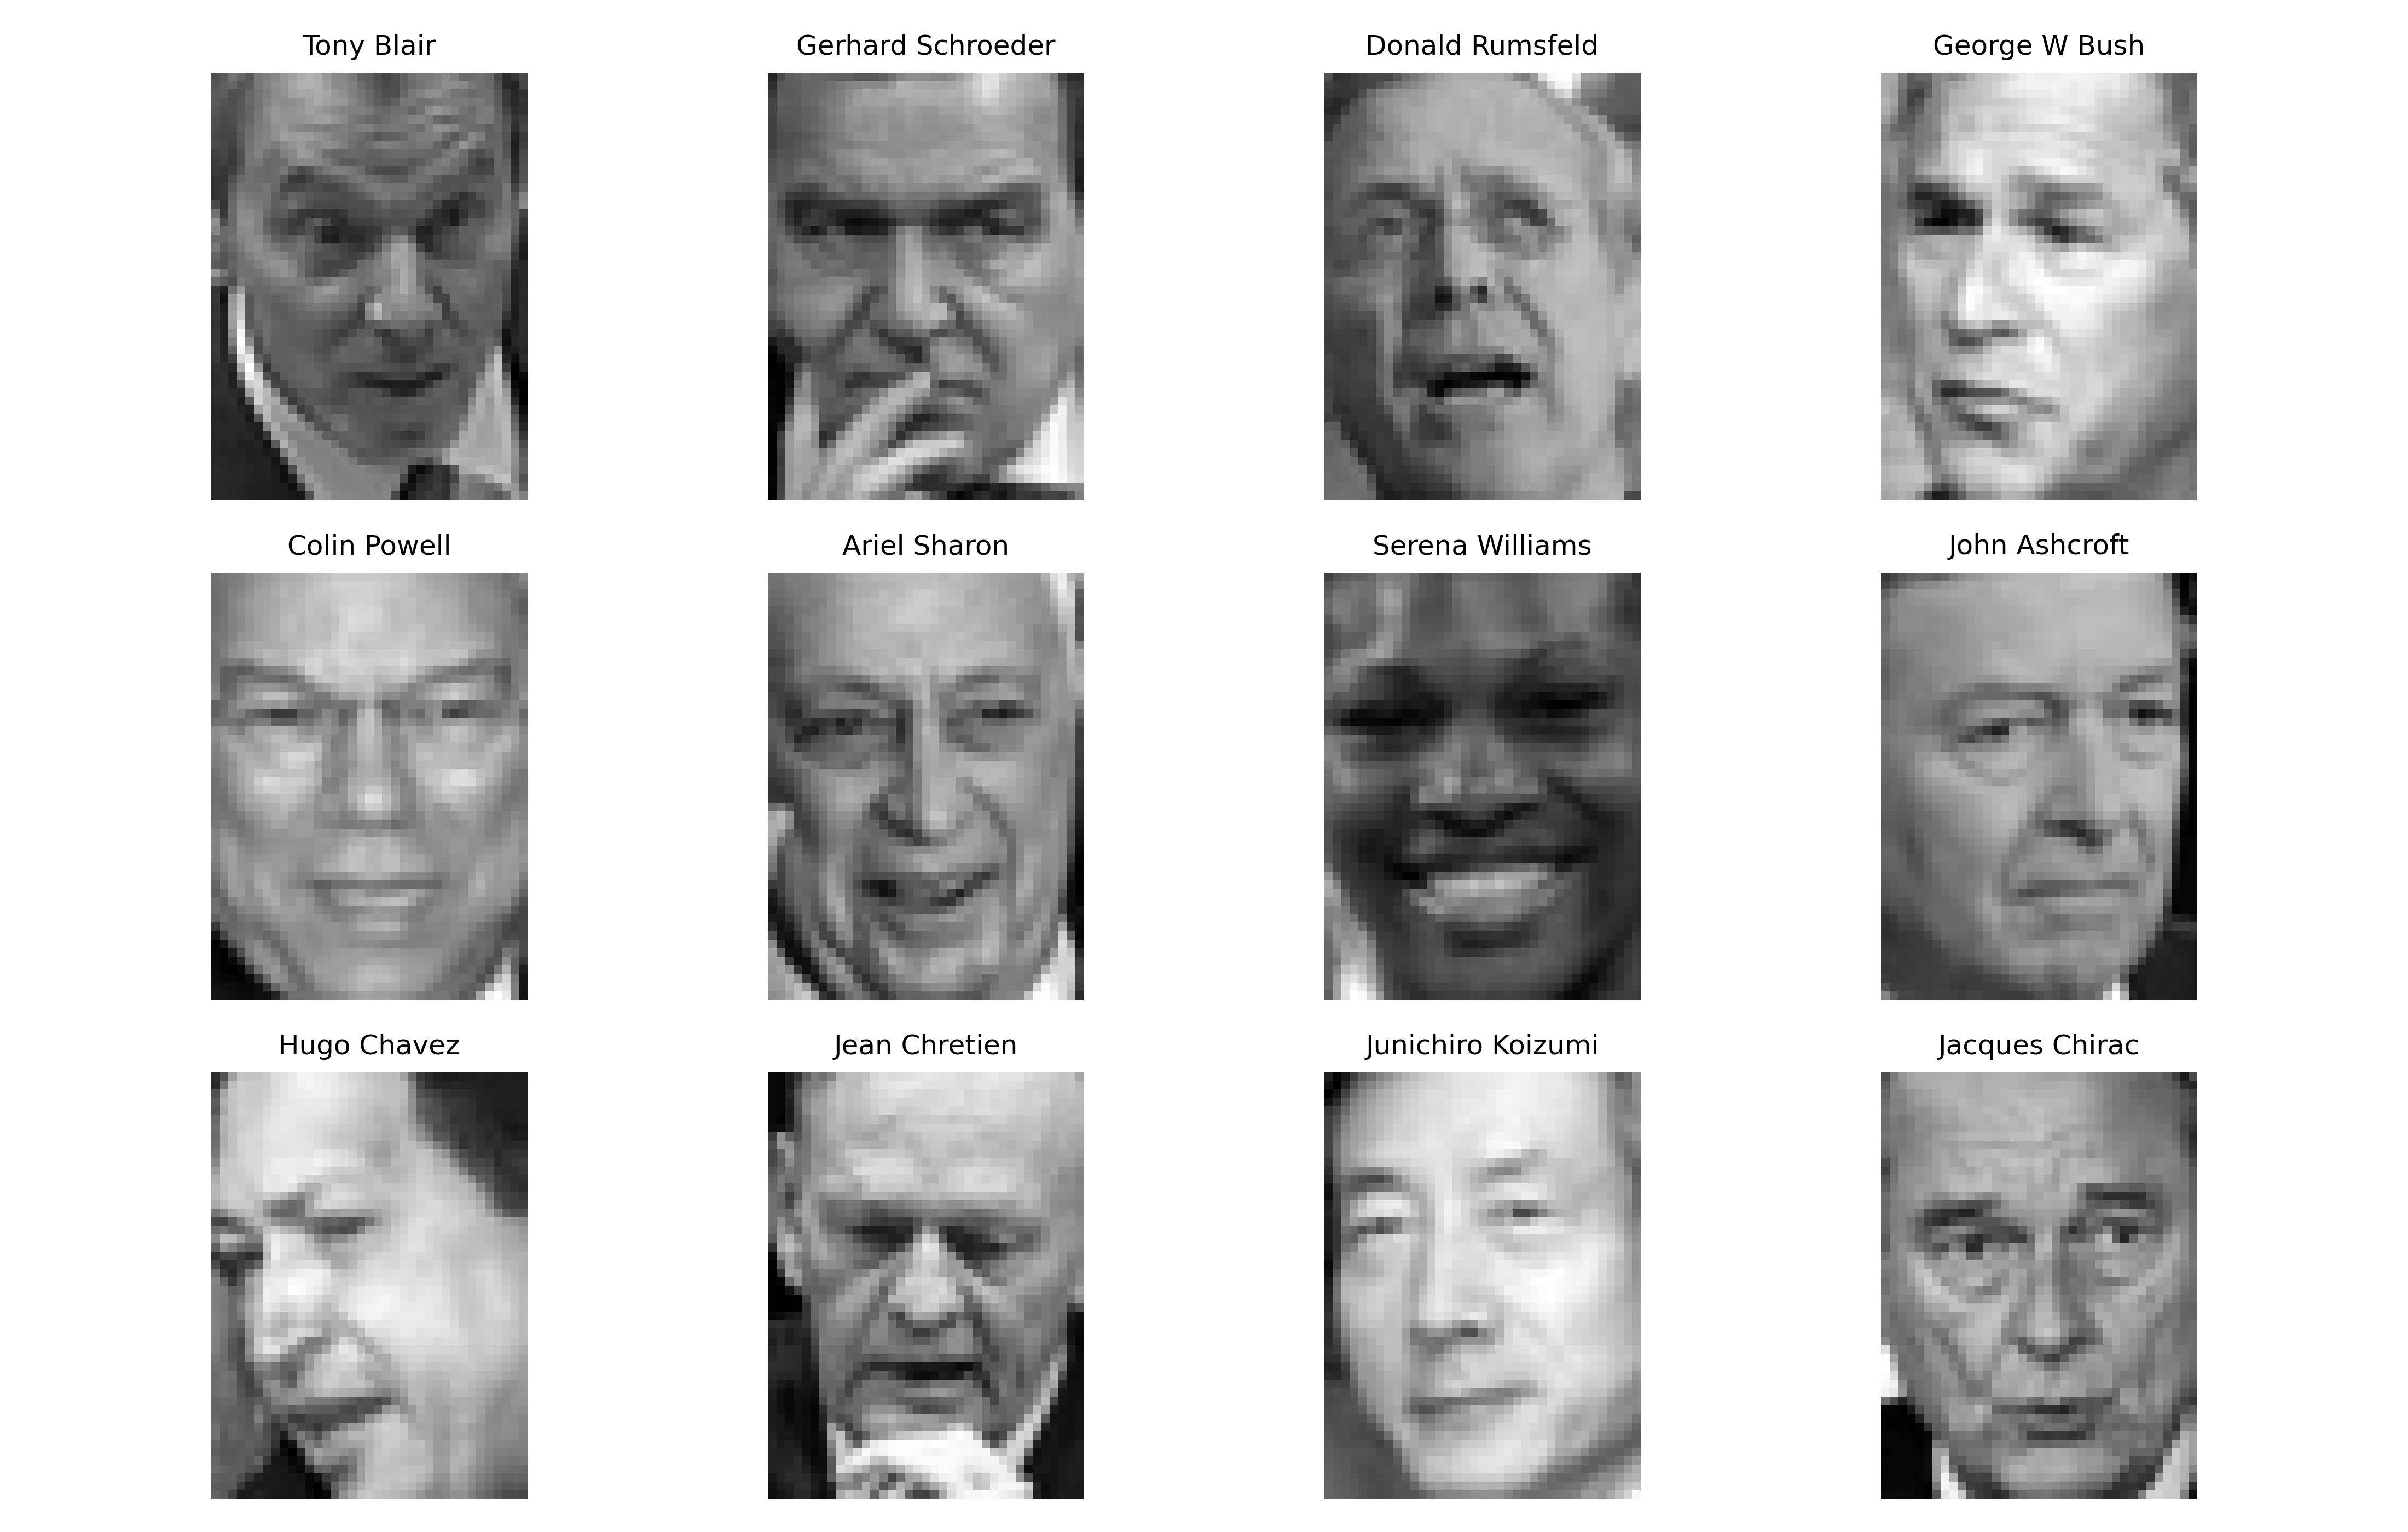 Tony Blair
Gerhard Schroeder
Donald Rumsfeld
George W Bush
Colin Powell
Ariel Sharon
Serena Williams
John Ashcroft
Hugo Chavez
Jean Chretien
Junichiro Koizumi
Jacques Chirac